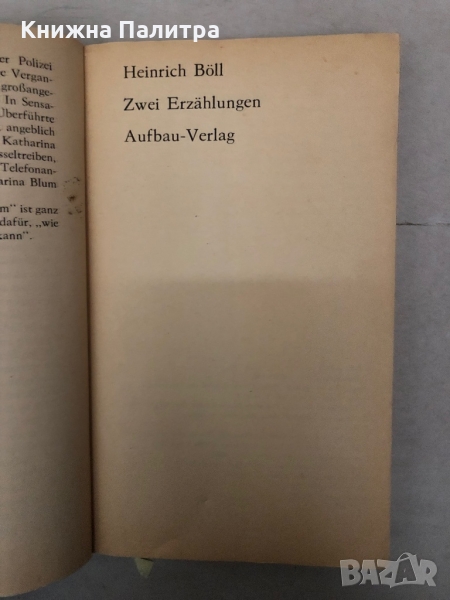 Книжна Палитра
er Polizei
e Vergan-
großange-
In Sensa-
Überführte
angeblich
Katharina
sseltreiben,
Telefonan-
arina Blum
m" ist ganz
dafür, „wie
kann".
Heinrich Böll
Zwei Erzählungen
Aufbau-Verlag
BAZAR